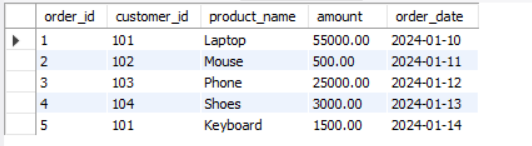 order_id customer_id product_name amount order_date
1 101 Laptop 55000.00 2024-01-10
2 102 Mouse 500.00 2024-01-11
3 103 Phone 25000.00 2024-01-12
4 104 Shoes 3000.00 2024-01-13
5 101 Keyboard 1500.00 2024-01-14